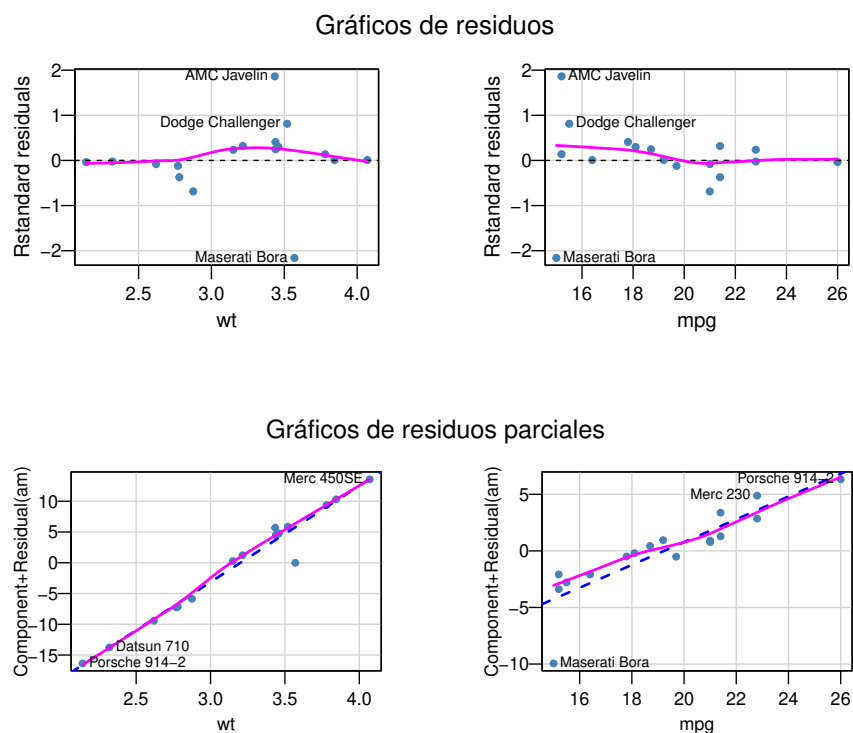 Gráficos de residuos
Rstandard residuals
2
1
0
−1
−2
AMC Javelin
Dodge Challenger
Maserati Bora
2.5 3.0 3.5 4.0
wt
Rstandard residuals
2
1
0
−1
−2
AMC Javelin
Dodge Challenger
Maserati Bora
16 18 20 22 24 26
mpg
Gráficos de residuos parciales
Component+Residual(am)
10
5
0
−5
−10
−15
Merc 450SE
Datsun 710
Porsche 914−2
2.5 3.0 3.5 4.0
wt
Component+Residual(am)
5
0
−5
−10
Porsche 914−2
Merc 230
Maserati Bora
16 18 20 22 24 26
mpg